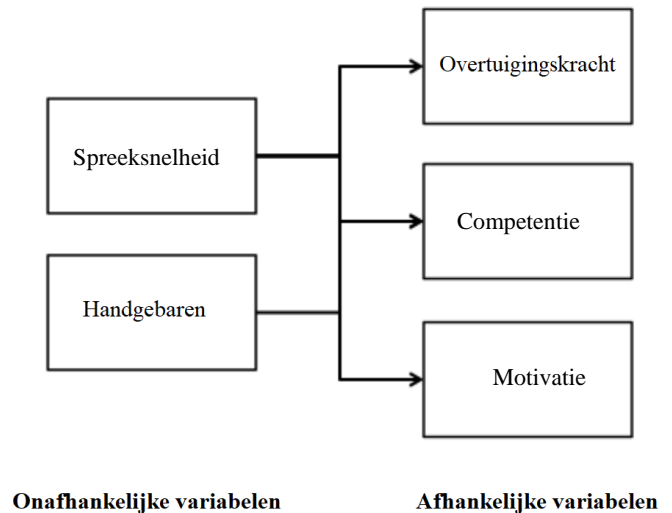 Overtuigingskracht
Spreeksnelheid
Competentie
Handgebaren
Motivatie
Onafhankelijke variabelen
Afhankelijke variabelen